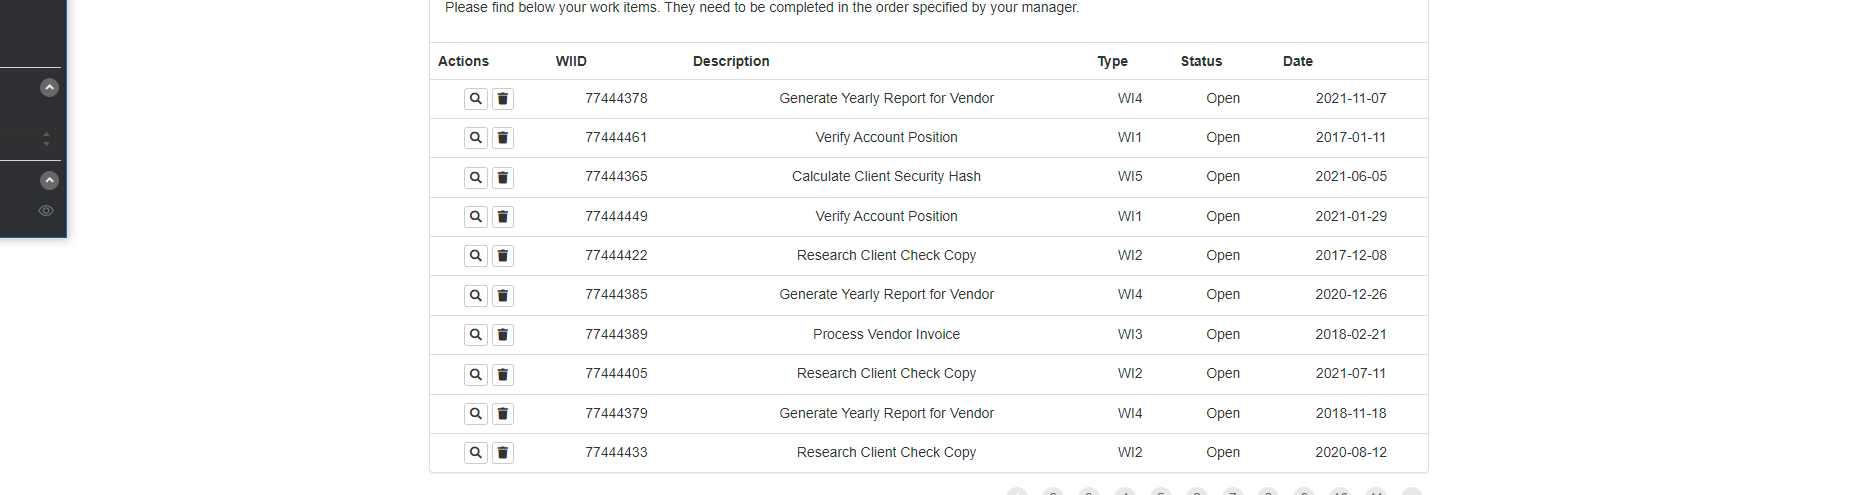 Please find below your work items. They need to be completed in the order specified by your manager.
Actions WIID Description Type Status Date
77444378 Generate Yearly Report for Vendor WI4 Open 2021-11-07
77444461 Verify Account Position WI1 Open 2017-01-11
77444365 Calculate Client Security Hash WI5 Open 2021-06-05
77444449 Verify Account Position WI1 Open 2021-01-29
77444422 Research Client Check Copy WI2 Open 2017-12-08
77444385 Generate Yearly Report for Vendor WI4 Open 2020-12-26
77444389 Process Vendor Invoice WI3 Open 2018-02-21
77444405 Research Client Check Copy WI2 Open 2021-07-11
77444379 Generate Yearly Report for Vendor WI4 Open 2018-11-18
77444433 Research Client Check Copy WI2 Open 2020-08-12